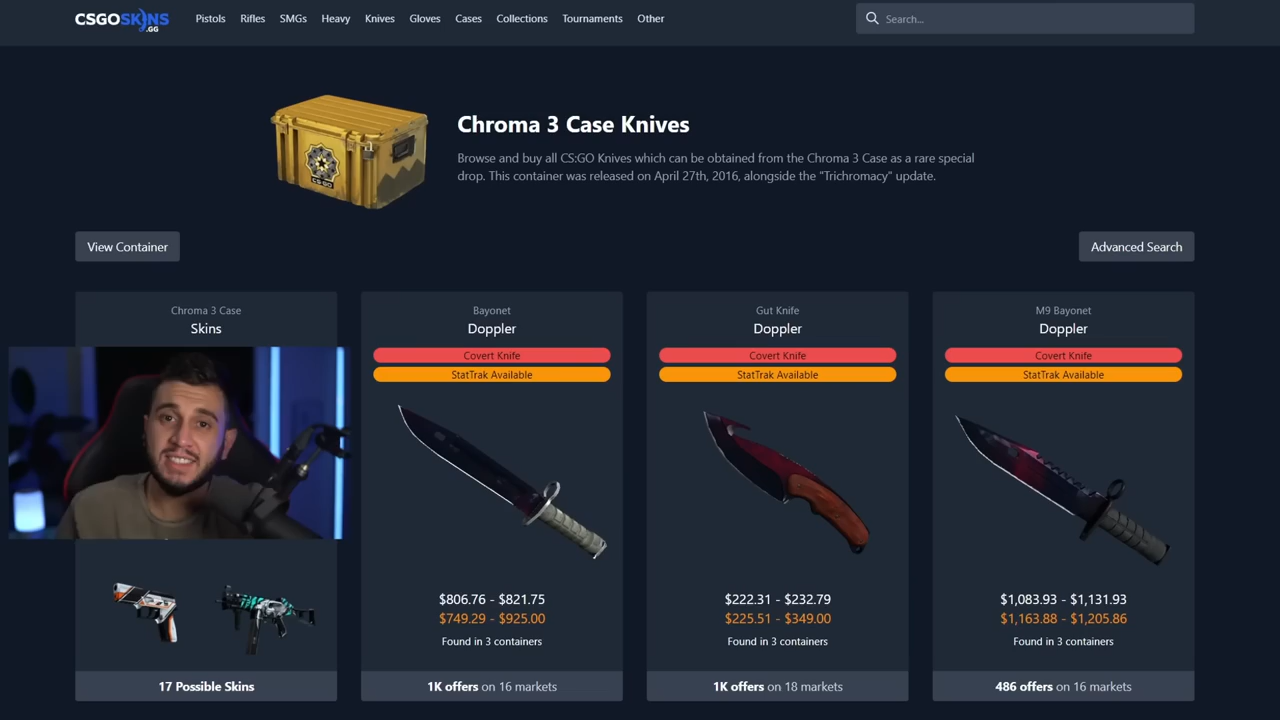 CSGOSKINS
.GG
Pistols
Rifles
SMGs
Heavy
Knives
Gloves
Cases
Collections
Tournaments
Other
Search...
CS:GO
Chroma 3 Case Knives
Browse and buy all CS:GO Knives which can be obtained from the Chroma 3 Case as a rare special
drop. This container was released on April 27th, 2016, alongside the "Trichromacy" update.
View Container
Advanced Search
Chroma 3 Case
Skins
17 Possible Skins
Bayonet
Doppler
Covert Knife
StatTrak Available
$806.76 - $821.75
$749.29 - $925.00
Found in 3 containers
1K offers on 16 markets
Gut Knife
Doppler
Covert Knife
StatTrak Available
$222.31 - $232.79
$225.51 - $349.00
Found in 3 containers
1K offers on 18 markets
M9 Bayonet
Doppler
Covert Knife
StatTrak Available
$1,083.93 - $1,131.93
$1,163.88 - $1,205.86
Found in 3 containers
486 offers on 16 markets